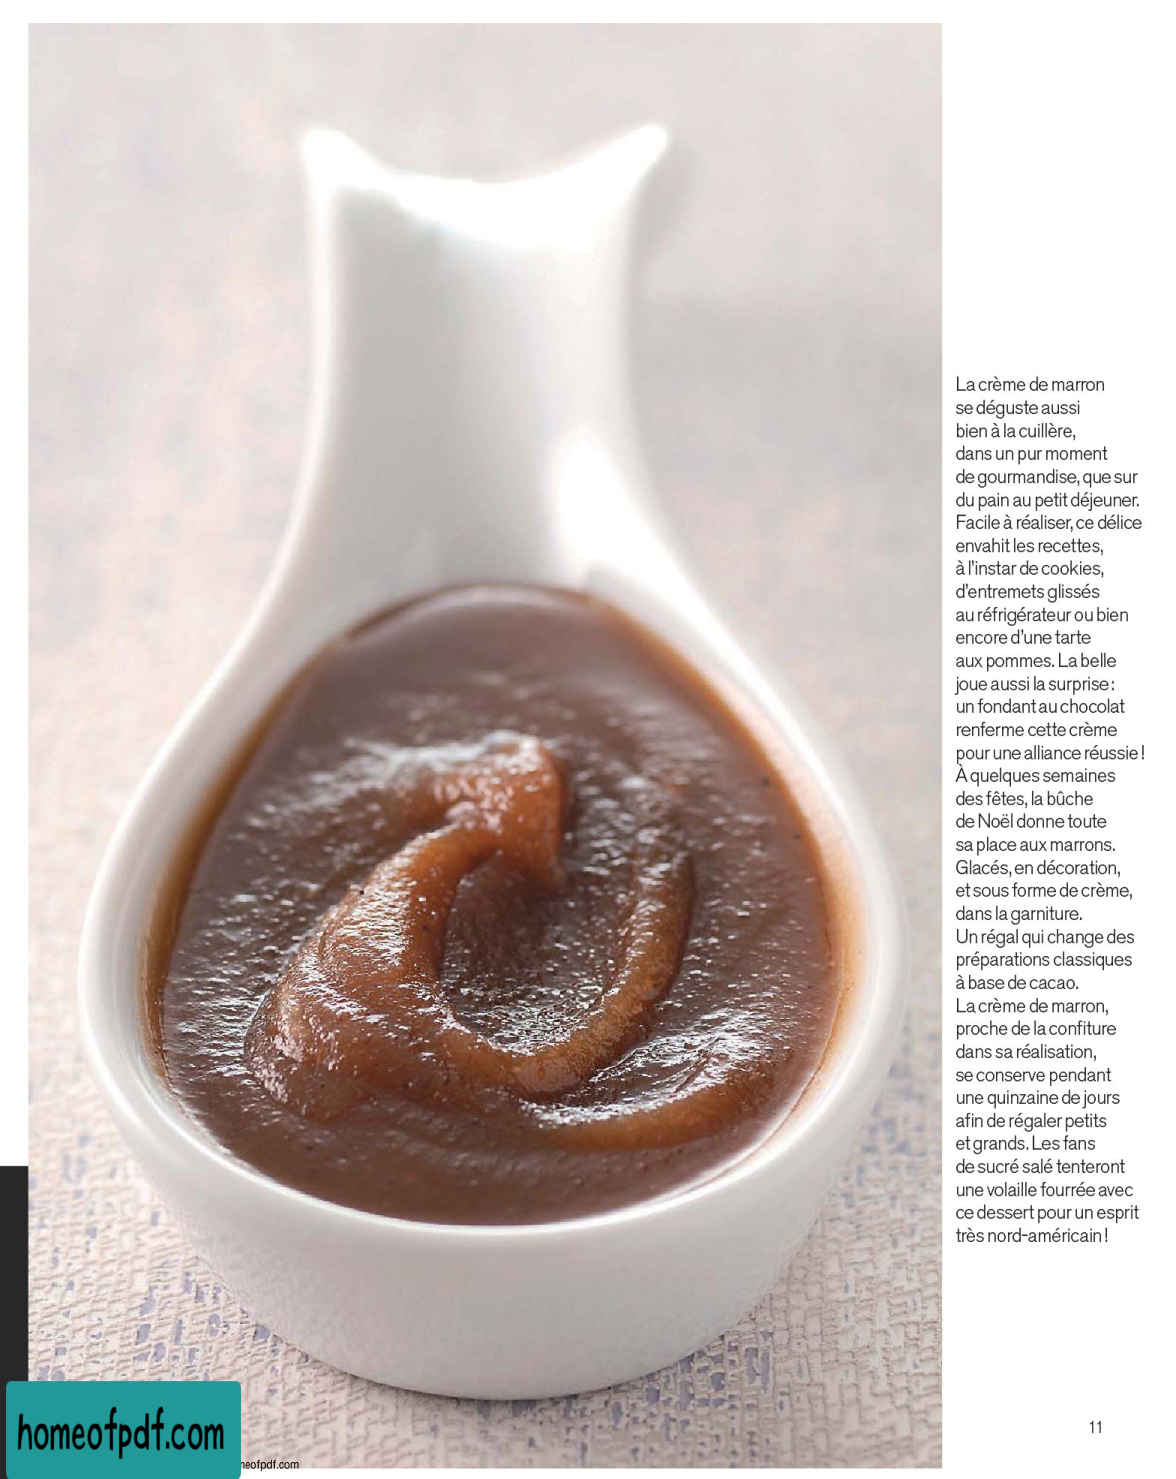 La crème de marron
se déguste aussi
bien à la cuillère,
dans un pur moment
de gourmandise, que sur
du pain au petit déjeuner.
Facile à réaliser, ce délice
envahit les recettes,
à l'instar de cookies,
d'entremets glissés
au réfrigérateur ou bien
encore d'une tarte
aux pommes. La belle
joue aussi la surprise :
un fondant au chocolat
renferme cette crème
pour une alliance réussie !
À quelques semaines
des fêtes, la bûche
de Noël donne toute
sa place aux marrons.
Glacés, en décoration,
et sous forme de crème,
dans la garniture.
Un régal qui change des
préparations classiques
à base de cacao.
La crème de marron,
proche de la confiture
dans sa réalisation,
se conserve pendant
une quinzaine de jours
afin de régaler petits
et grands. Les fans
de sucré salé tenteront
une volaille fourrée avec
ce dessert pour un esprit
très nord-américain !
11
homeofpdf.com